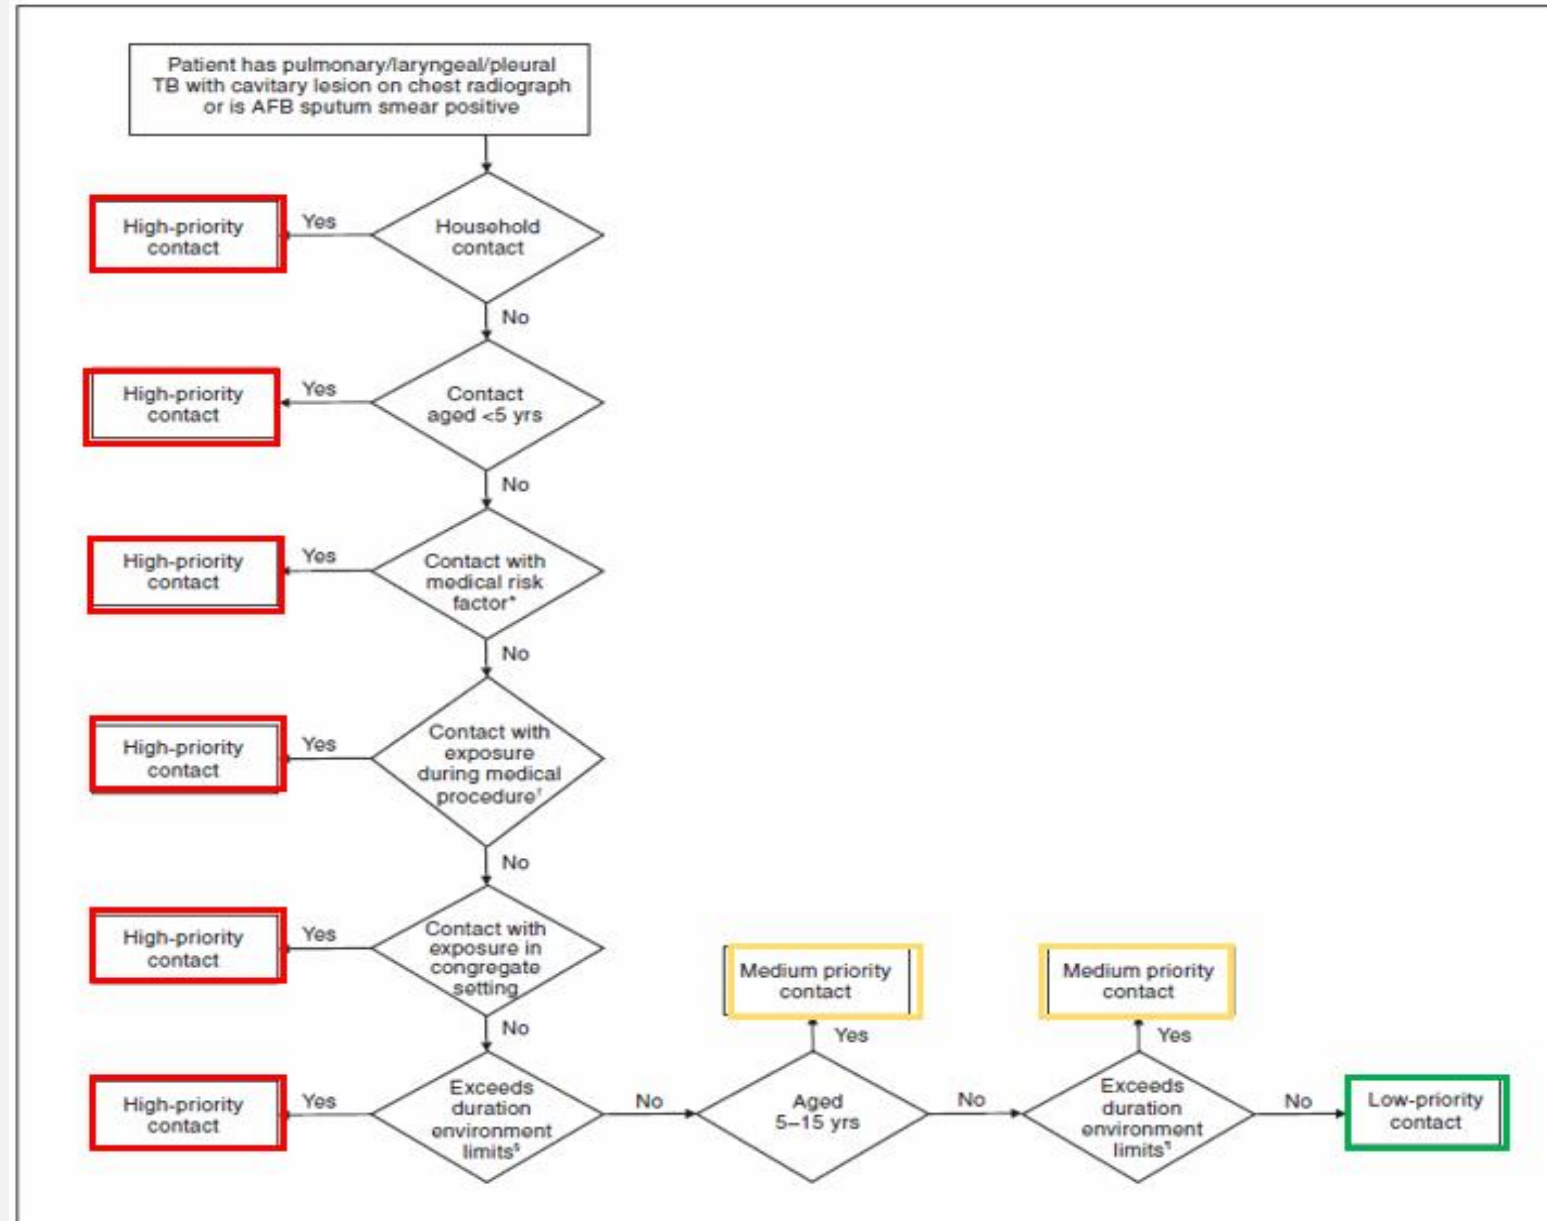 Patient has pulmonary/laryngeal/pleural
TB with cavitary lesion on chest radiograph
or is AFB sputum smear positive
High-priority
contact
Yes
Household
contact
No
High-priority
contact
Yes
Contact
aged <5 yrs
No
High-priority
contact
Yes
Contact with
medical risk
factor*
No
High-priority
contact
Yes
Contact with
exposure
during medical
procedure†
No
High-priority
contact
Yes
Contact with
exposure in
congregate
setting
No
High-priority
contact
Yes
Exceeds
duration
environment
limits§
No
Medium priority
contact
Yes
Aged
5–15 yrs
No
Medium priority
contact
Yes
Exceeds
duration
environment
limits¶
No
Low-priority
contact